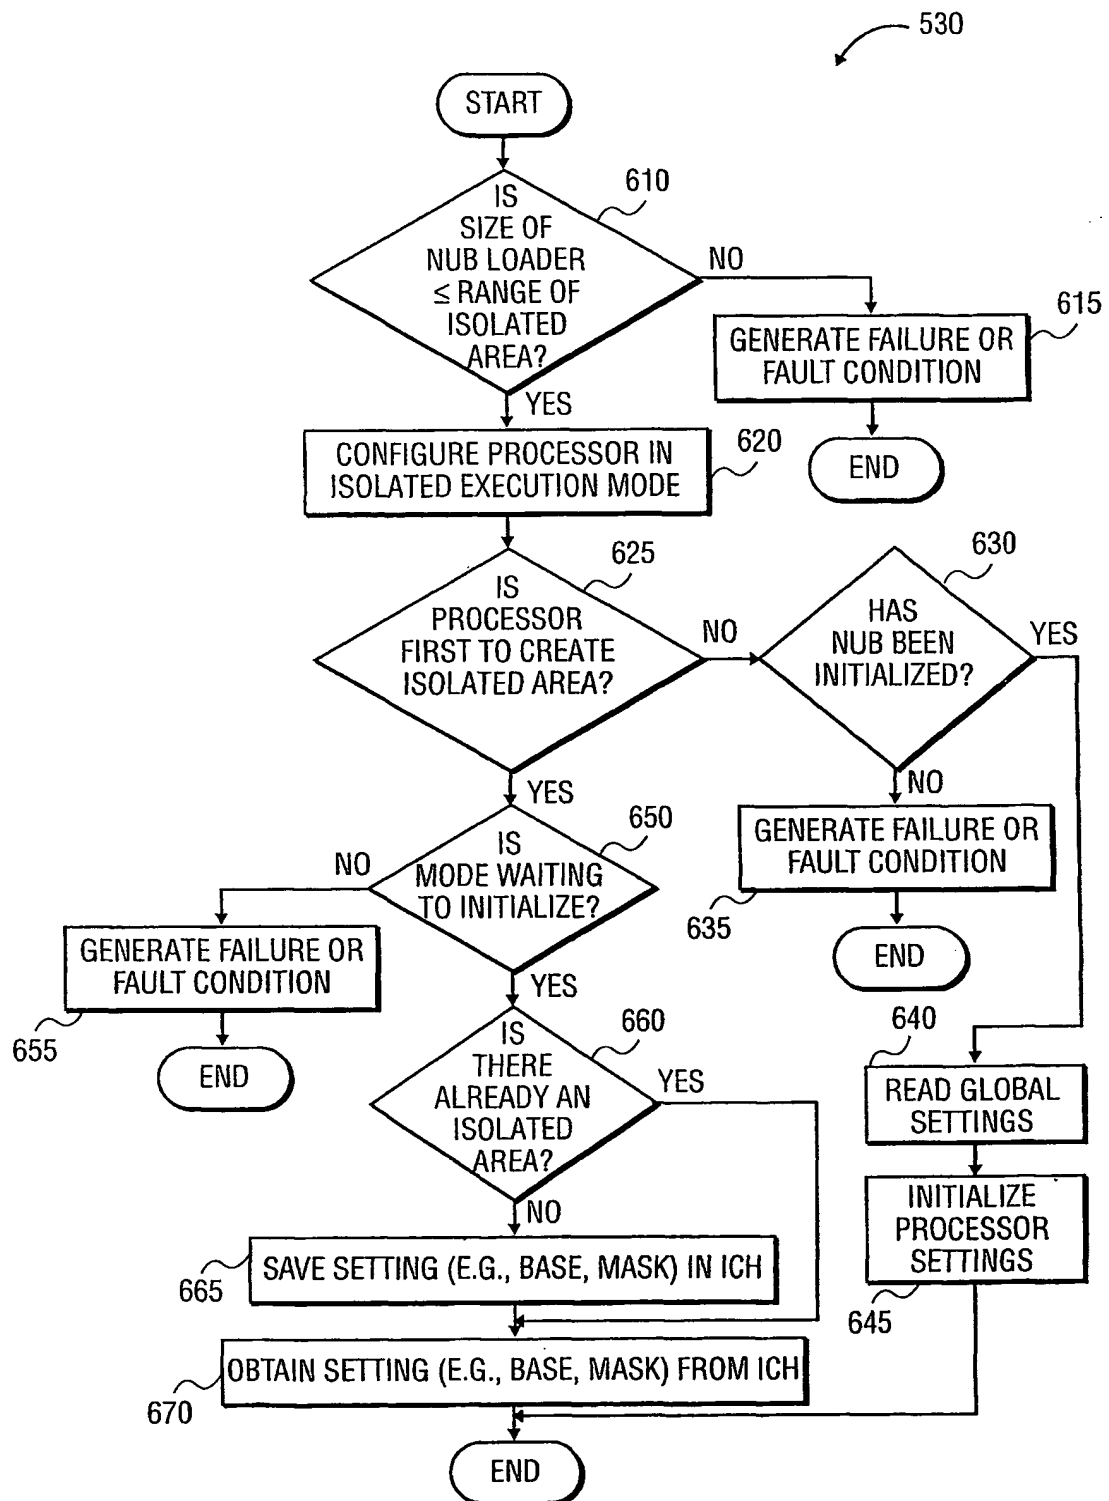 530
START
610
IS
SIZE OF
NUB LOADER
≤ RANGE OF
ISOLATED
AREA?
NO
615
GENERATE FAILURE OR
FAULT CONDITION
END
YES
620
CONFIGURE PROCESSOR IN
ISOLATED EXECUTION MODE
625
IS
PROCESSOR
FIRST TO CREATE
ISOLATED AREA?
NO
630
HAS
NUB BEEN
INITIALIZED?
YES
NO
GENERATE FAILURE OR
FAULT CONDITION
635
END
YES
650
IS
MODE WAITING
TO INITIALIZE?
NO
GENERATE FAILURE OR
FAULT CONDITION
655
END
YES
660
IS
THERE
ALREADY AN
ISOLATED
AREA?
YES
640
READ GLOBAL
SETTINGS
INITIALIZE
PROCESSOR
SETTINGS
645
NO
SAVE SETTING (E.G., BASE, MASK) IN ICH
665
OBTAIN SETTING (E.G., BASE, MASK) FROM ICH
670
END